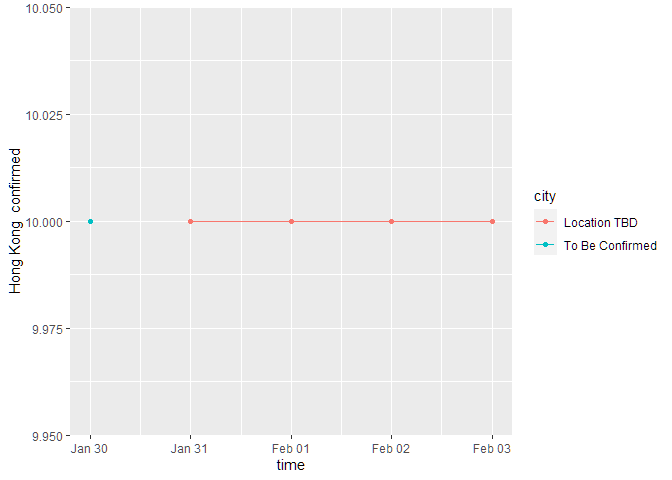 10.050
10.025
10.000
9.975
9.950
Hong Kong confirmed
Jan 30 Jan 31 Feb 01 Feb 02 Feb 03
time
city
Location TBD
To Be Confirmed